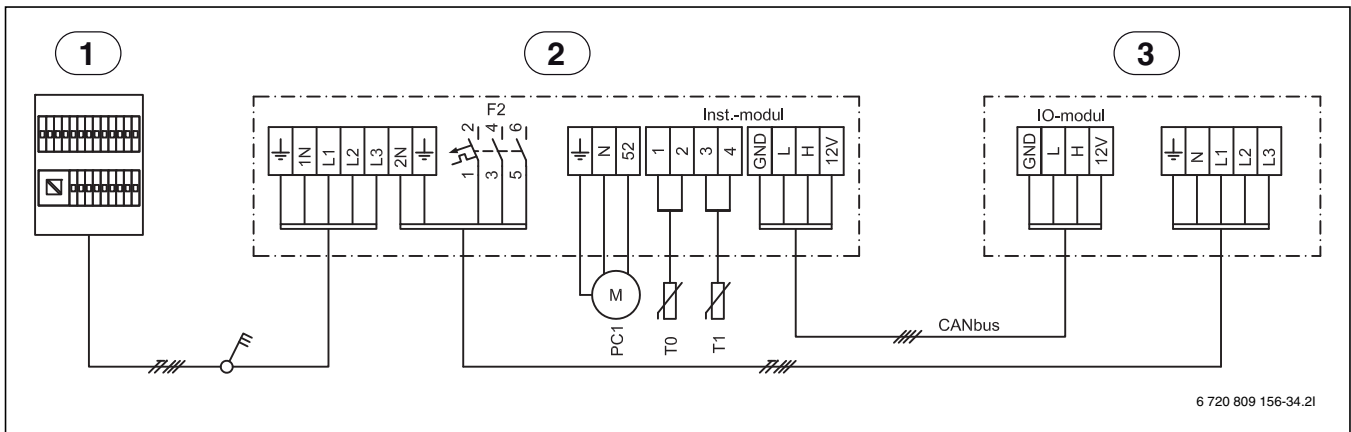 1
2
3
F2
Inst.-modul
IO-modul
1N L1 L2 L3 2N
2 4 6
1 3 5
N 52
1 2 3 4
GND L H 12V
GND L H 12V
N L1 L2 L3
M
PC1
T0
T1
CANbus
6 720 809 156-34.2I